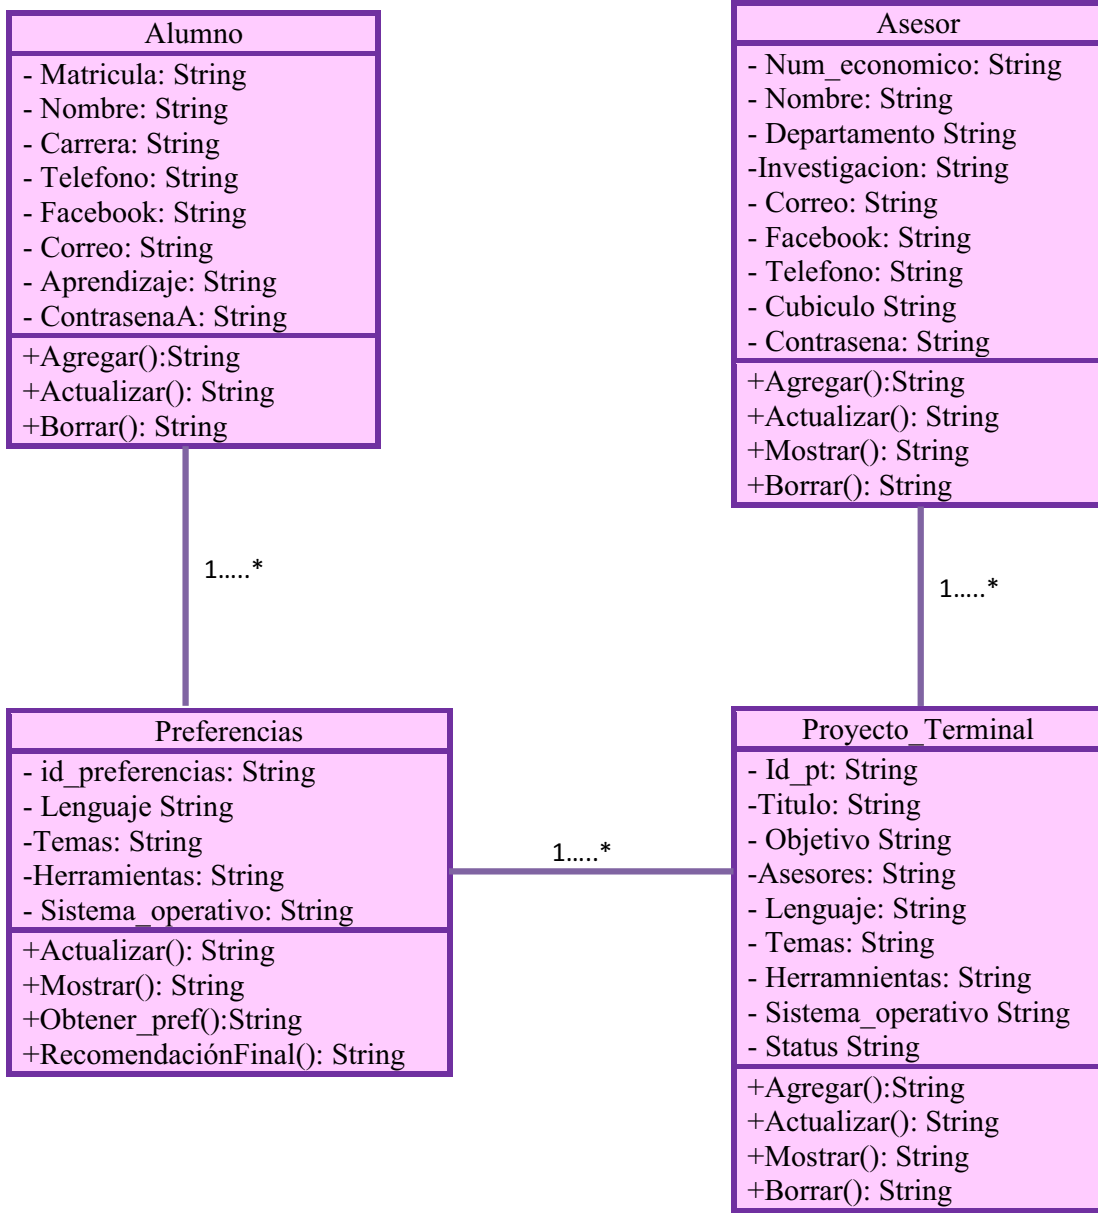 Alumno
- Matricula: String
- Nombre: String
- Carrera: String
- Telefono: String
- Facebook: String
- Correo: String
- Aprendizaje: String
- ContrasenaA: String
+Agregar():String
+Actualizar(): String
+Borrar(): String
Asesor
- Num_economico: String
- Nombre: String
- Departamento String
-Investigacion: String
- Correo: String
- Facebook: String
- Telefono: String
- Cubiculo String
- Contrasena: String
+Agregar():String
+Actualizar(): String
+Mostrar(): String
+Borrar(): String
1…..*
1…..*
Preferencias
- id_preferencias: String
- Lenguaje String
-Temas: String
-Herramientas: String
- Sistema_operativo: String
+Actualizar(): String
+Mostrar(): String
+Obtener_pref():String
+RecomendaciónFinal(): String
1…..*
Proyecto_Terminal
- Id_pt: String
-Titulo: String
- Objetivo String
-Asesores: String
- Lenguaje: String
- Temas: String
- Herramnientas: String
- Sistema_operativo String
- Status String
+Agregar():String
+Actualizar(): String
+Mostrar(): String
+Borrar(): String